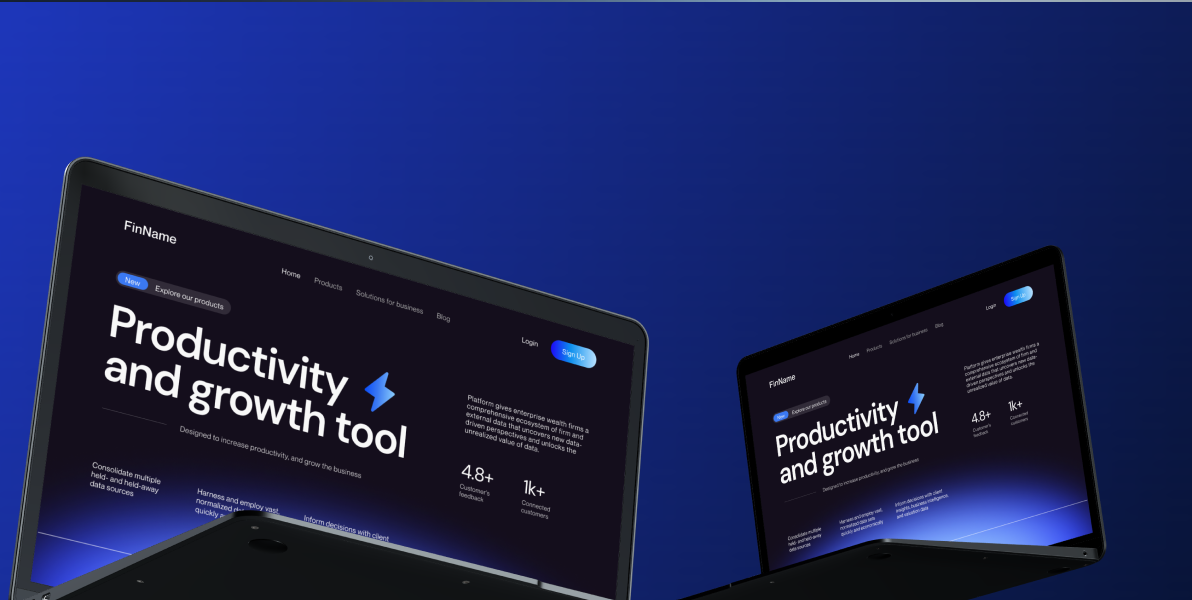 FinName
Home Products Solutions for business Blog
Login Sign Up
New Explore our products
Productivity
and growth tool
Designed to increase productivity, and grow the business
Platform gives enterprise wealth firms a
comprehensive ecosystem of firm and
external data that uncovers new data-
driven perspectives and unlocks the
unrealized value of data.
4.8+
Customer's
feedback
1k+
Connected
customers
Consolidate multiple
held- and held-away
data sources
Harness and employ vast
normalized
quickly
Inform decisions with client
FinName
Home Products Solutions for business Blog
Login Sign Up
New Explore our products
Productivity
and growth tool
Designed to increase productivity, and grow the business
Platform gives enterprise wealth firms a
comprehensive ecosystem of firm and
external data that uncovers new data-
driven perspectives and unlocks the
unrealized value of data.
4.8+
Customer's
feedback
1k+
Connected
customers
Consolidate multiple
held- and held-away
data sources
Harness and employ vast,
normalized data sets
quickly and economically
Inform decisions with client
insights, business intelligence,
and valuation data